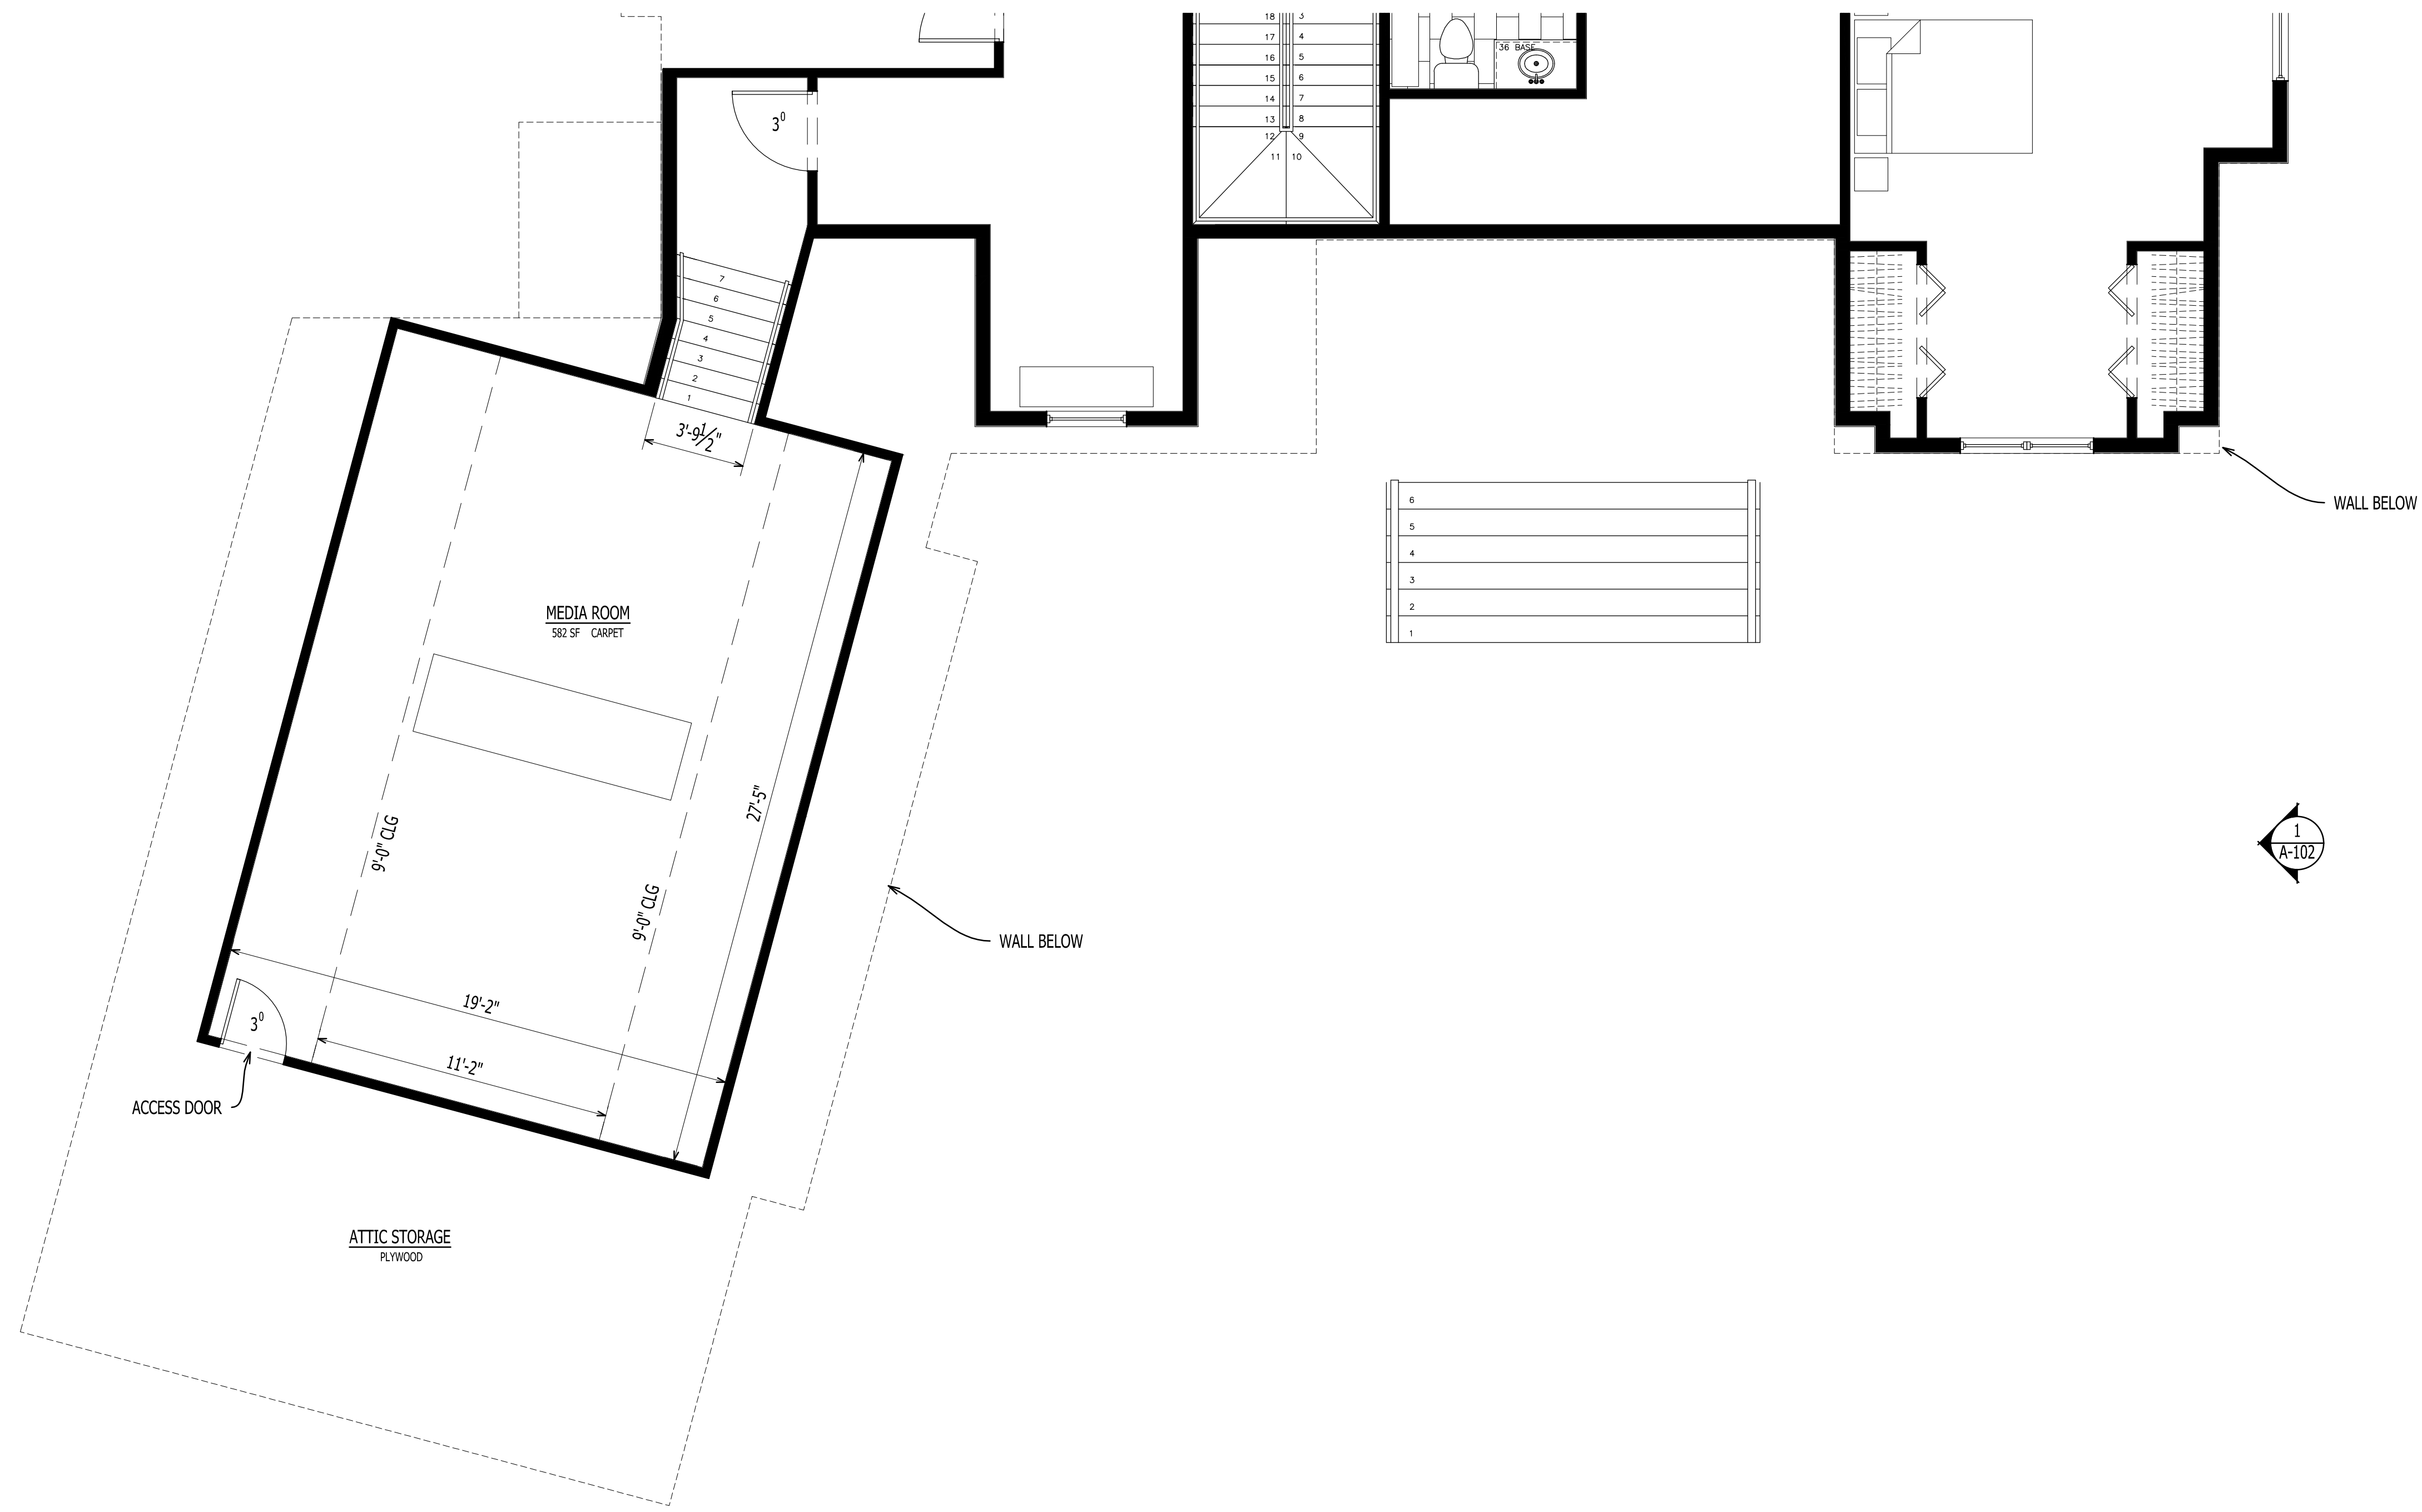 18 3
17 4
16 5
15 6
14 7
13 8
12 9
11 10
36 BASE
3⁰
7
6
5
4
3
2
1
3'-9 1/2"
6
5
4
3
2
1
WALL BELOW
MEDIA ROOM
582 SF CARPET
27'-5"
9'-0" CLG
9'-0" CLG
1
A-102
WALL BELOW
19'-2"
3⁰
11'-2"
ACCESS DOOR
ATTIC STORAGE
PLYWOOD